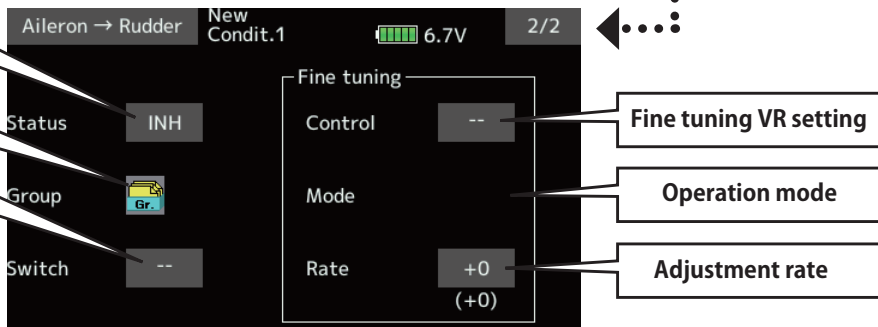 Aileron → Rudder
New
Condit.1
6.7V
2/2
Fine tuning
Status INH
Control --
Fine tuning VR setting
Group Gr.
Mode
Operation mode
Switch --
Rate +0
(+0)
Adjustment rate